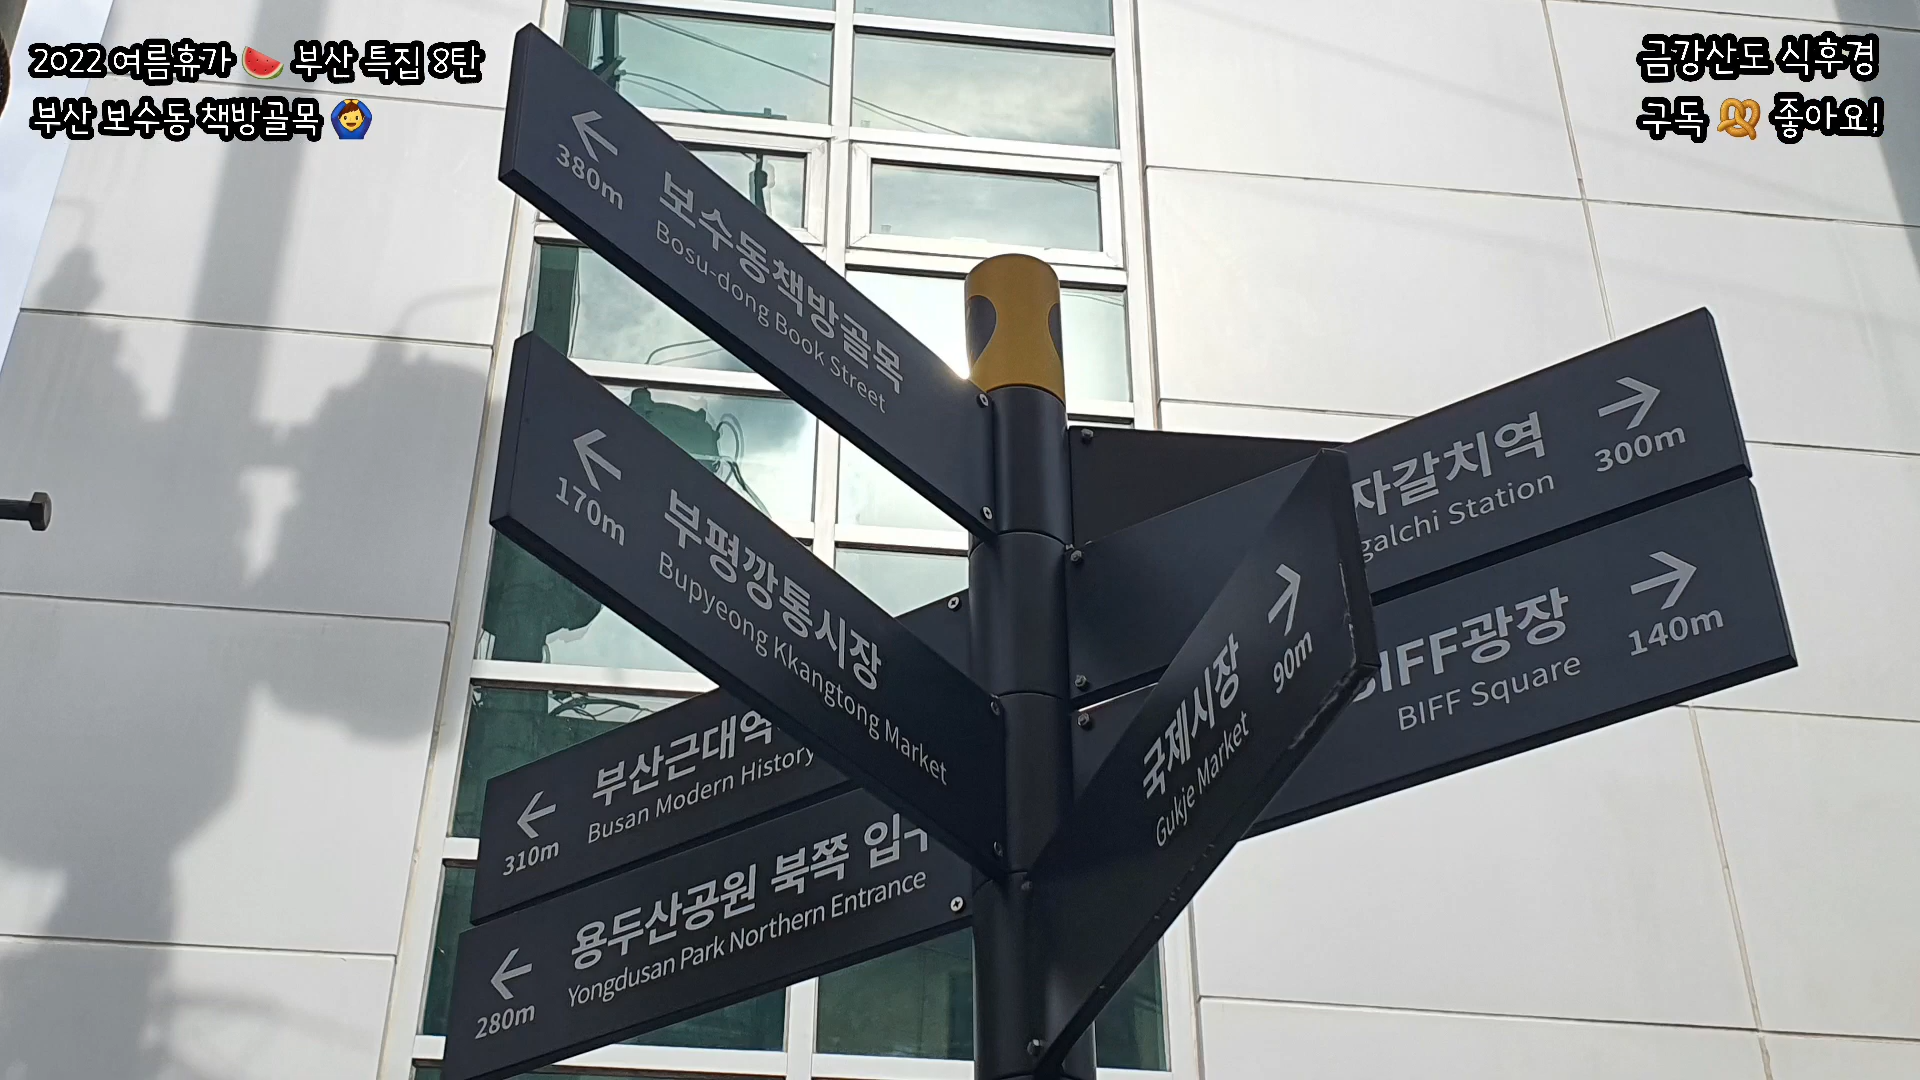 2022 여름휴가 🍉 부산 특집 8탄
부산 보수동 책방골목 🙆‍♂️
금강산도 식후경
구독 🥨 좋아요!
← 380m
보수동책방골목
Bosu-dong Book Street
← 170m
부평깡통시장
Bupyeong Kkangtong Market
← 310m
부산근대역
Busan Modern History
← 280m
용두산공원 북쪽
Yongdusan Park Northern Entrance
자갈치역
galchi Station
→ 300m
BIFF광장
BIFF Square
→ 140m
국제시장
Gukje Market
→ 90m